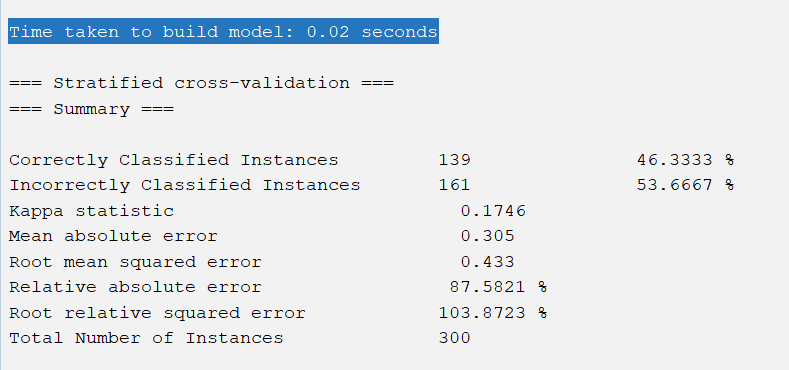 Time taken to build model: 0.02 seconds
=== Stratified cross-validation ===
=== Summary ===
Correctly Classified Instances 139 46.3333 %
Incorrectly Classified Instances 161 53.6667 %
Kappa statistic 0.1746
Mean absolute error 0.305
Root mean squared error 0.433
Relative absolute error 87.5821 %
Root relative squared error 103.8723 %
Total Number of Instances 300